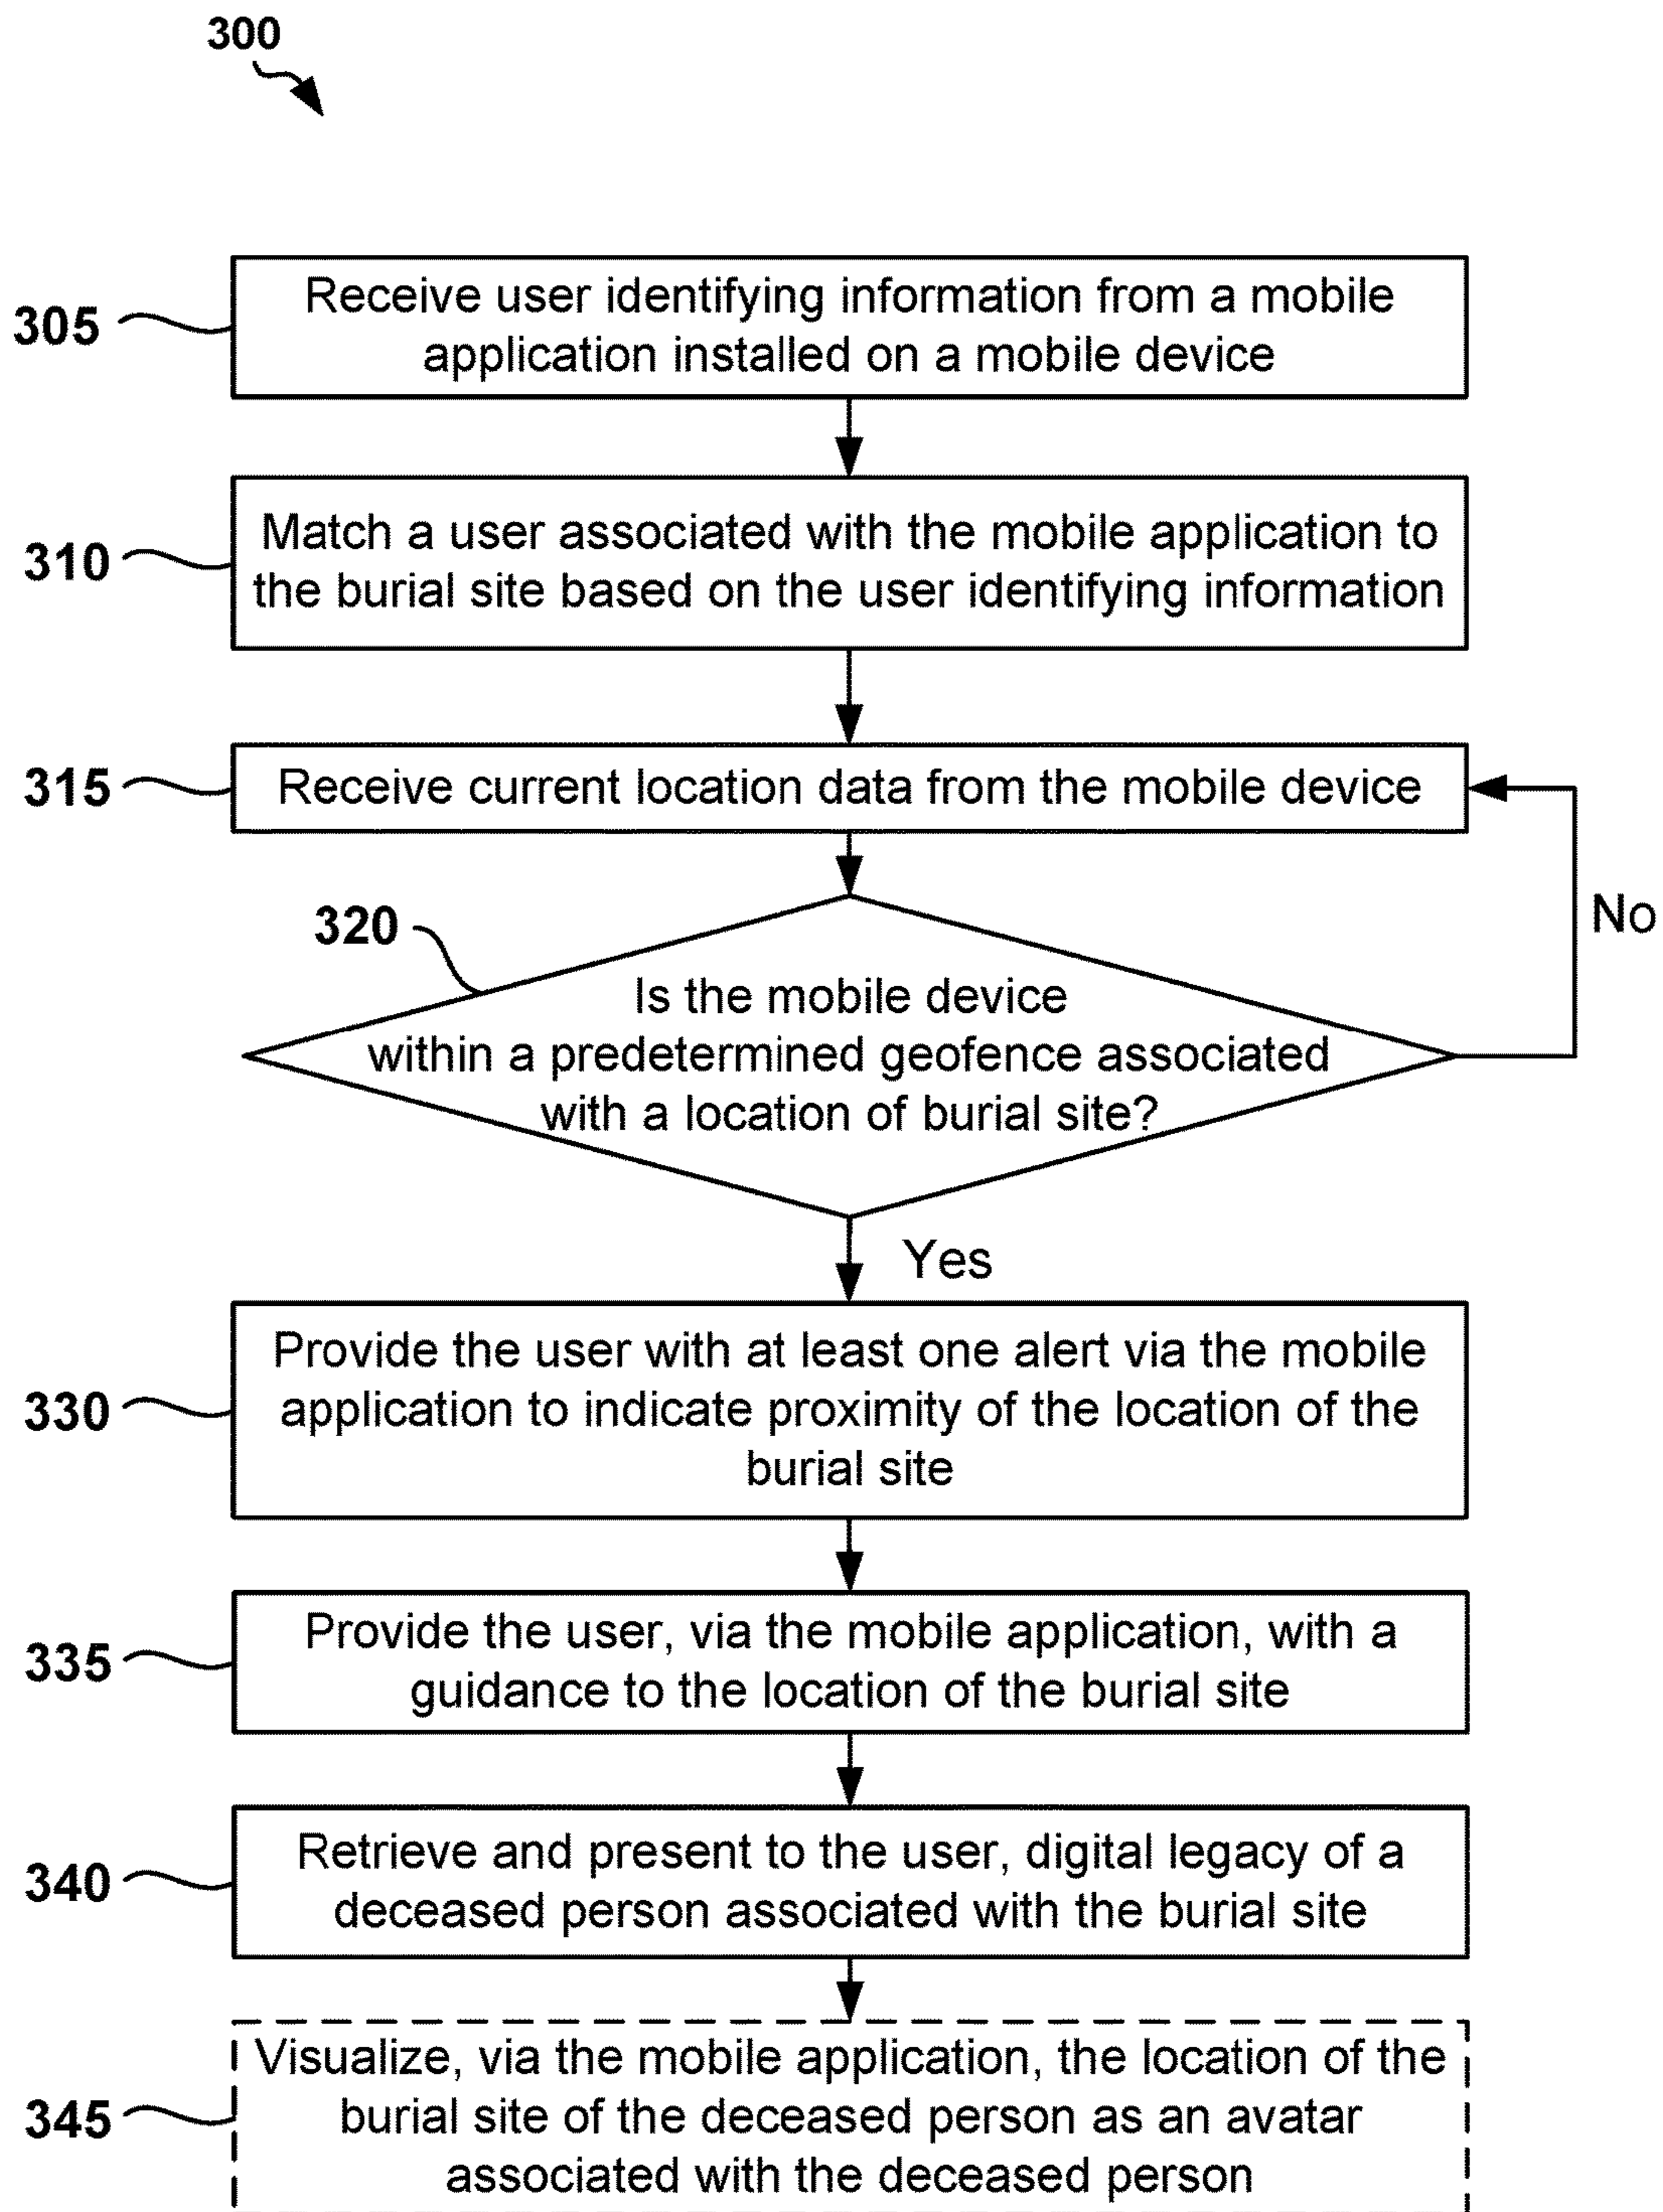 300
305
Receive user identifying information from a mobile
application installed on a mobile device
310
Match a user associated with the mobile application to
the burial site based on the user identifying information
315
Receive current location data from the mobile device
No
320
Is the mobile device
within a predetermined geofence associated
with a location of burial site?
Yes
330
Provide the user with at least one alert via the mobile
application to indicate proximity of the location of the
burial site
335
Provide the user, via the mobile application, with a
guidance to the location of the burial site
340
Retrieve and present to the user, digital legacy of a
deceased person associated with the burial site
345
Visualize, via the mobile application, the location of the
burial site of the deceased person as an avatar
associated with the deceased person